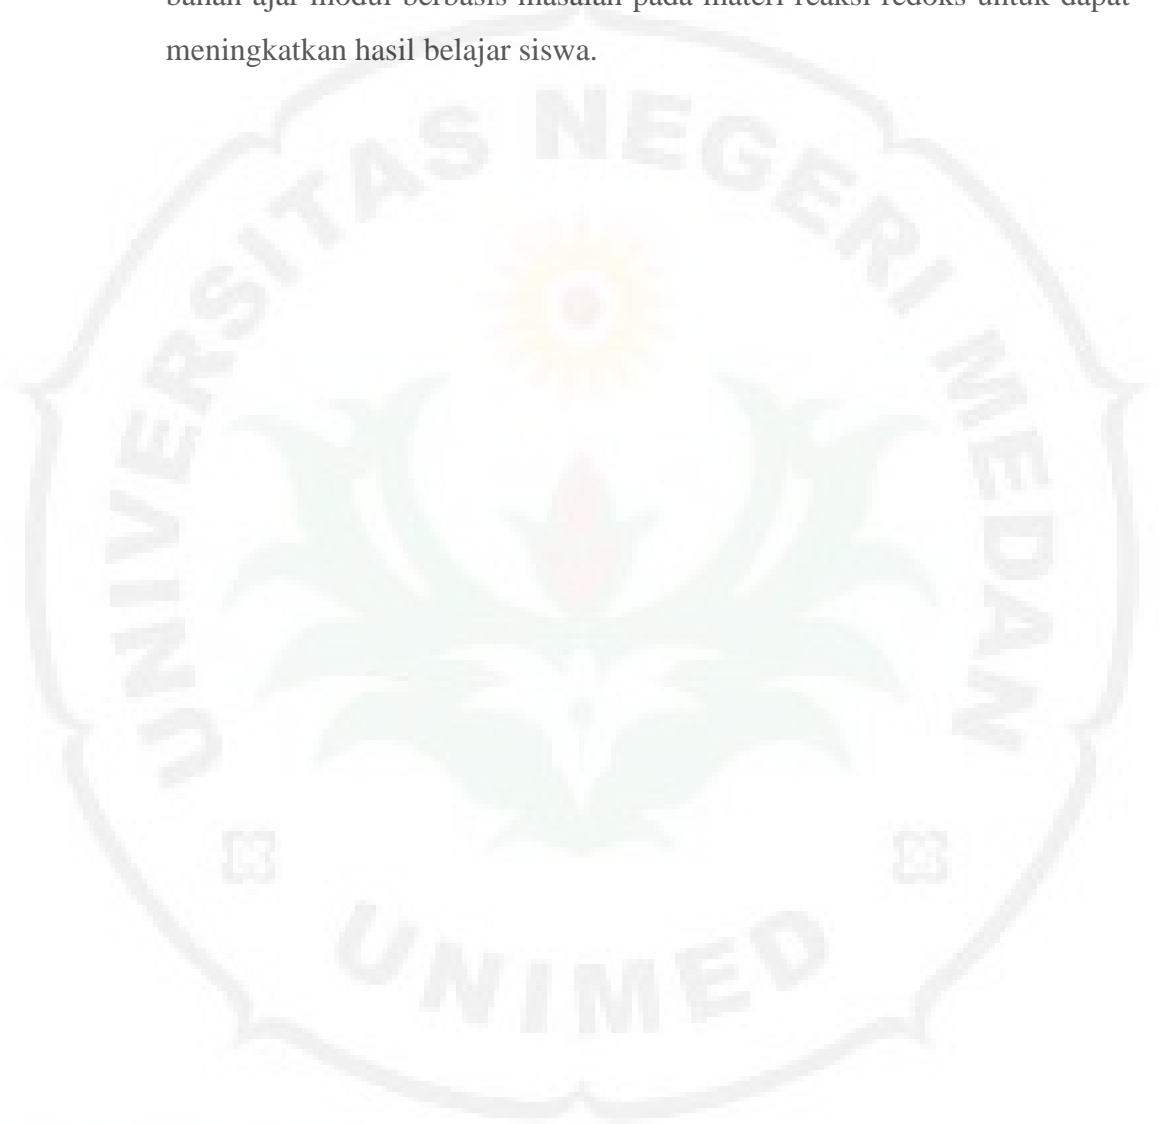 bahan ajar modul berbasis masalah pada materi reaksi redoks untuk dapat
meningkatkan hasil belajar siswa.
UNIVERSITAS NEGERI MEDAN
UNIMED